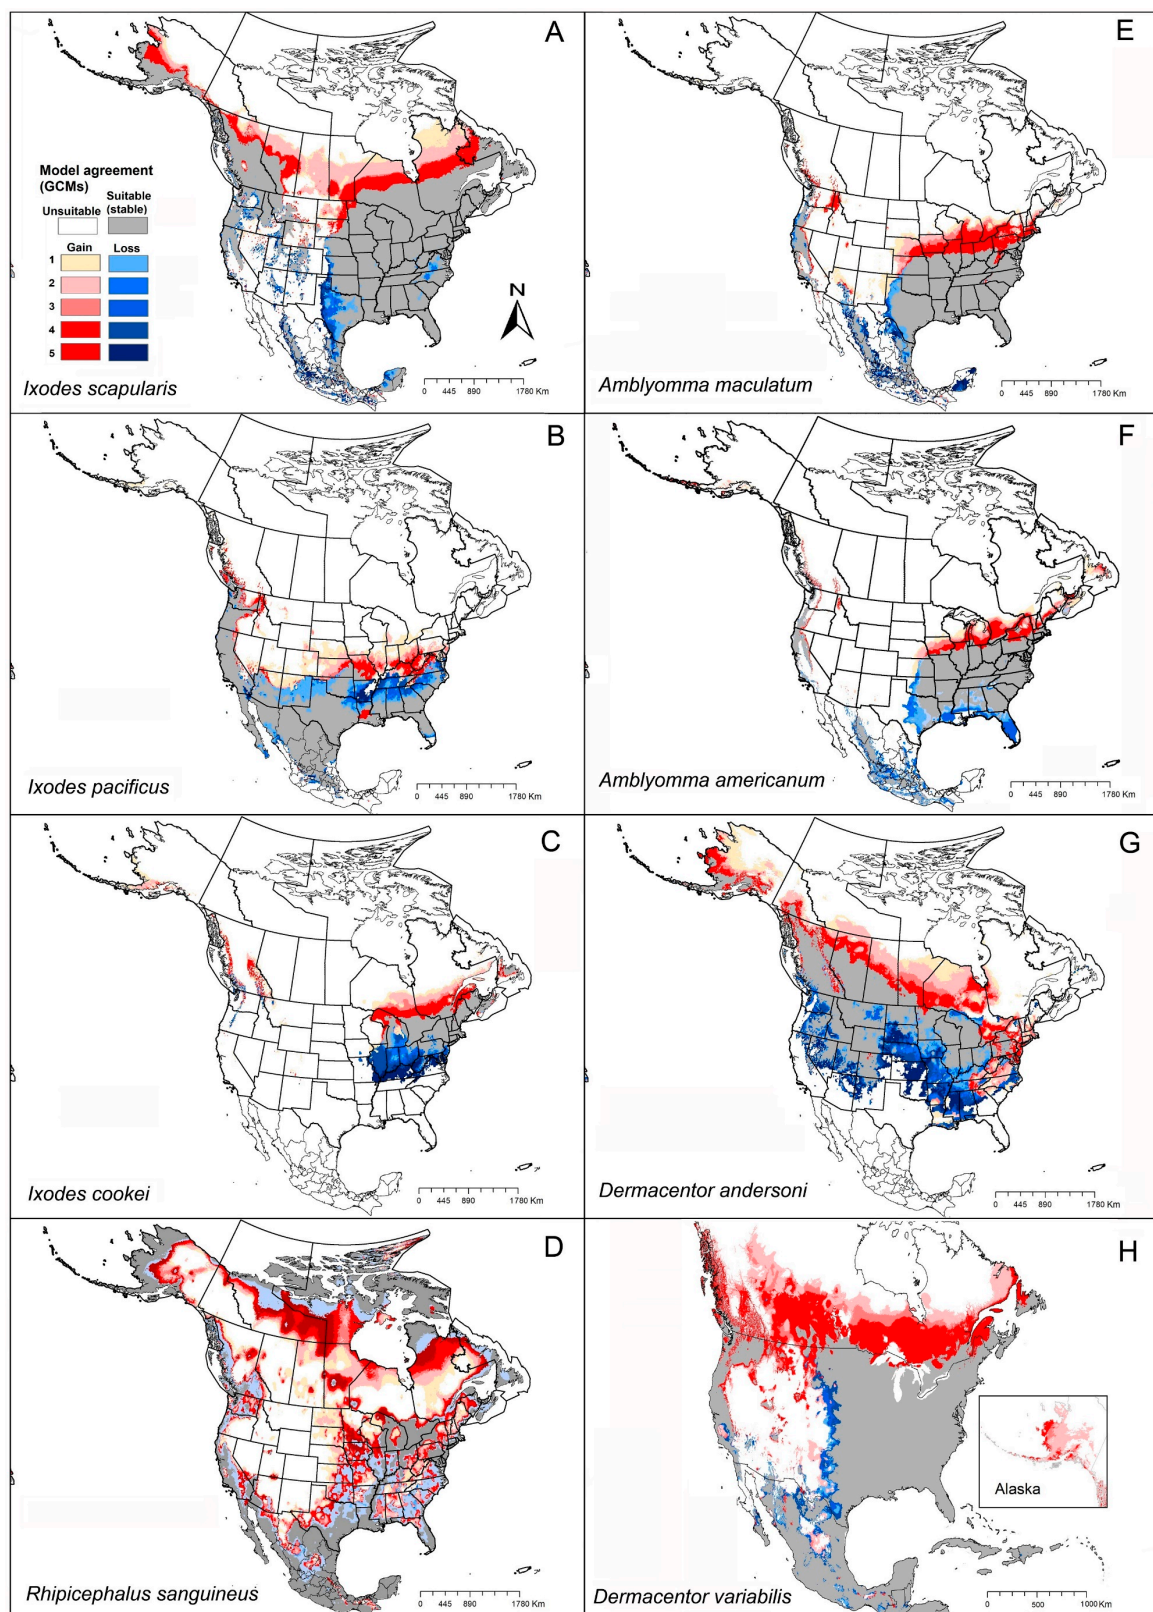 A
Model agreement
(GCMs)
Unsuitable
Suitable
(stable)
Gain
Loss
1
2
3
4
5
N
445 890 1780 Km
0
Ixodes scapularis
B
0 445 890 1780 Km
Ixodes pacificus
C
0 445 890 1780 Km
Ixodes cookei
D
0 445 890 1780 Km
Rhipicephalus sanguineus
E
0 445 890 1780 Km
Amblyomma maculatum
F
0 445 890 1780 Km
Amblyomma americanum
G
0 445 890 1780 Km
Dermacentor andersoni
H
Alaska
0 500 1000 Km
Dermacentor variabilis